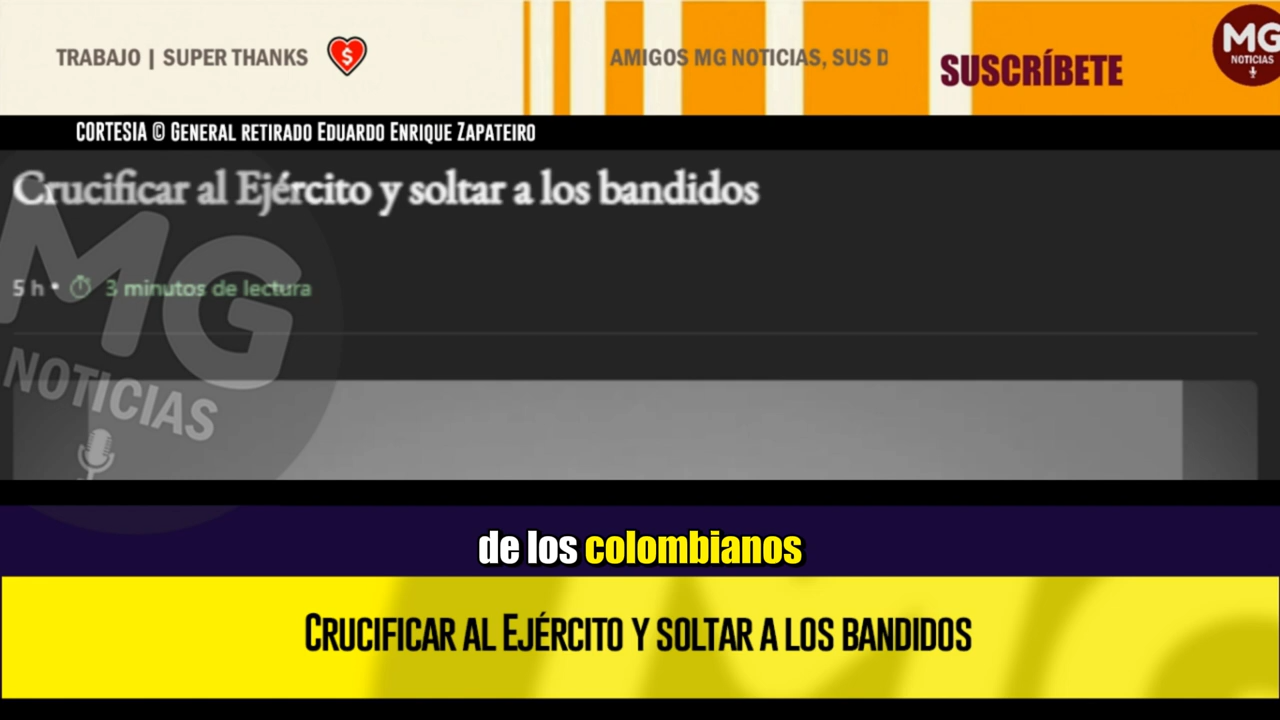 TRABAJO | SUPER THANKS
AMIGOS MG NOTICIAS, SUS D
SUSCRÍBETE
MG
NOTICIAS
CORTESIA © GENERAL RETIRADO EDUARDO ENRIQUE ZAPATEIRO
Crucificar al Ejército y soltar a los bandidos
5 h • 3 minutos de lectura
MG
NOTICIAS
de los colombianos
CRUCIFICAR AL EJÉRCITO Y SOLTAR A LOS BANDIDOS